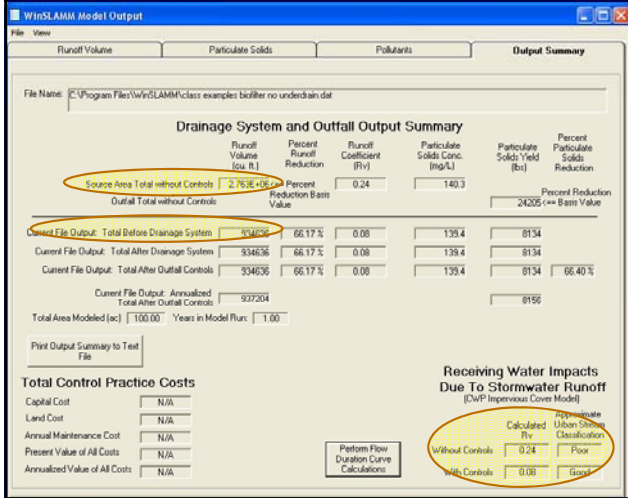 WinSLAMM Model Output
File View
Runoff Volume Particulate Solids Pollutants Output Summary
File Name: C:\Program Files\WinSLAMM\class examples biofilter no underdrain.dat
Drainage System and Outfall Output Summary
Runoff Volume (cu. ft.) Percent Runoff Reduction Runoff Coefficient (Rv) Particulate Solids Conc. (mg/L) Particulate Solids Yield (lbs) Percent Particulate Solids Reduction
Source Area Total without Controls 2.763E+06 <== Percent Reduction Basis Value 0.24 140.3
Outfall Total without Controls 24205 <== Percent Reduction Basis Value
Current File Output: Total Before Drainage System 934636 66.17 % 0.08 139.4 8134
Current File Output: Total After Drainage System 934636 66.17 % 0.08 139.4 8134
Current File Output: Total After Outfall Controls 934636 66.17 % 0.08 139.4 8134 66.40 %
Current File Output: Annualized Total After Outfall Controls 937204 8156
Total Area Modeled (ac) 100.00 Years in Model Run: 1.00
Print Output Summary to Text File
Total Control Practice Costs
Capital Cost N/A
Land Cost N/A
Annual Maintenance Cost N/A
Present Value of All Costs N/A
Annualized Value of All Costs N/A
Perform Flow Duration Curve Calculations
Receiving Water Impacts
Due To Stormwater Runoff
(CWP Impervious Cover Model)
Calculated Rv Approximate Urban Stream Classification
Without Controls 0.24 Poor
With Controls 0.08 Good